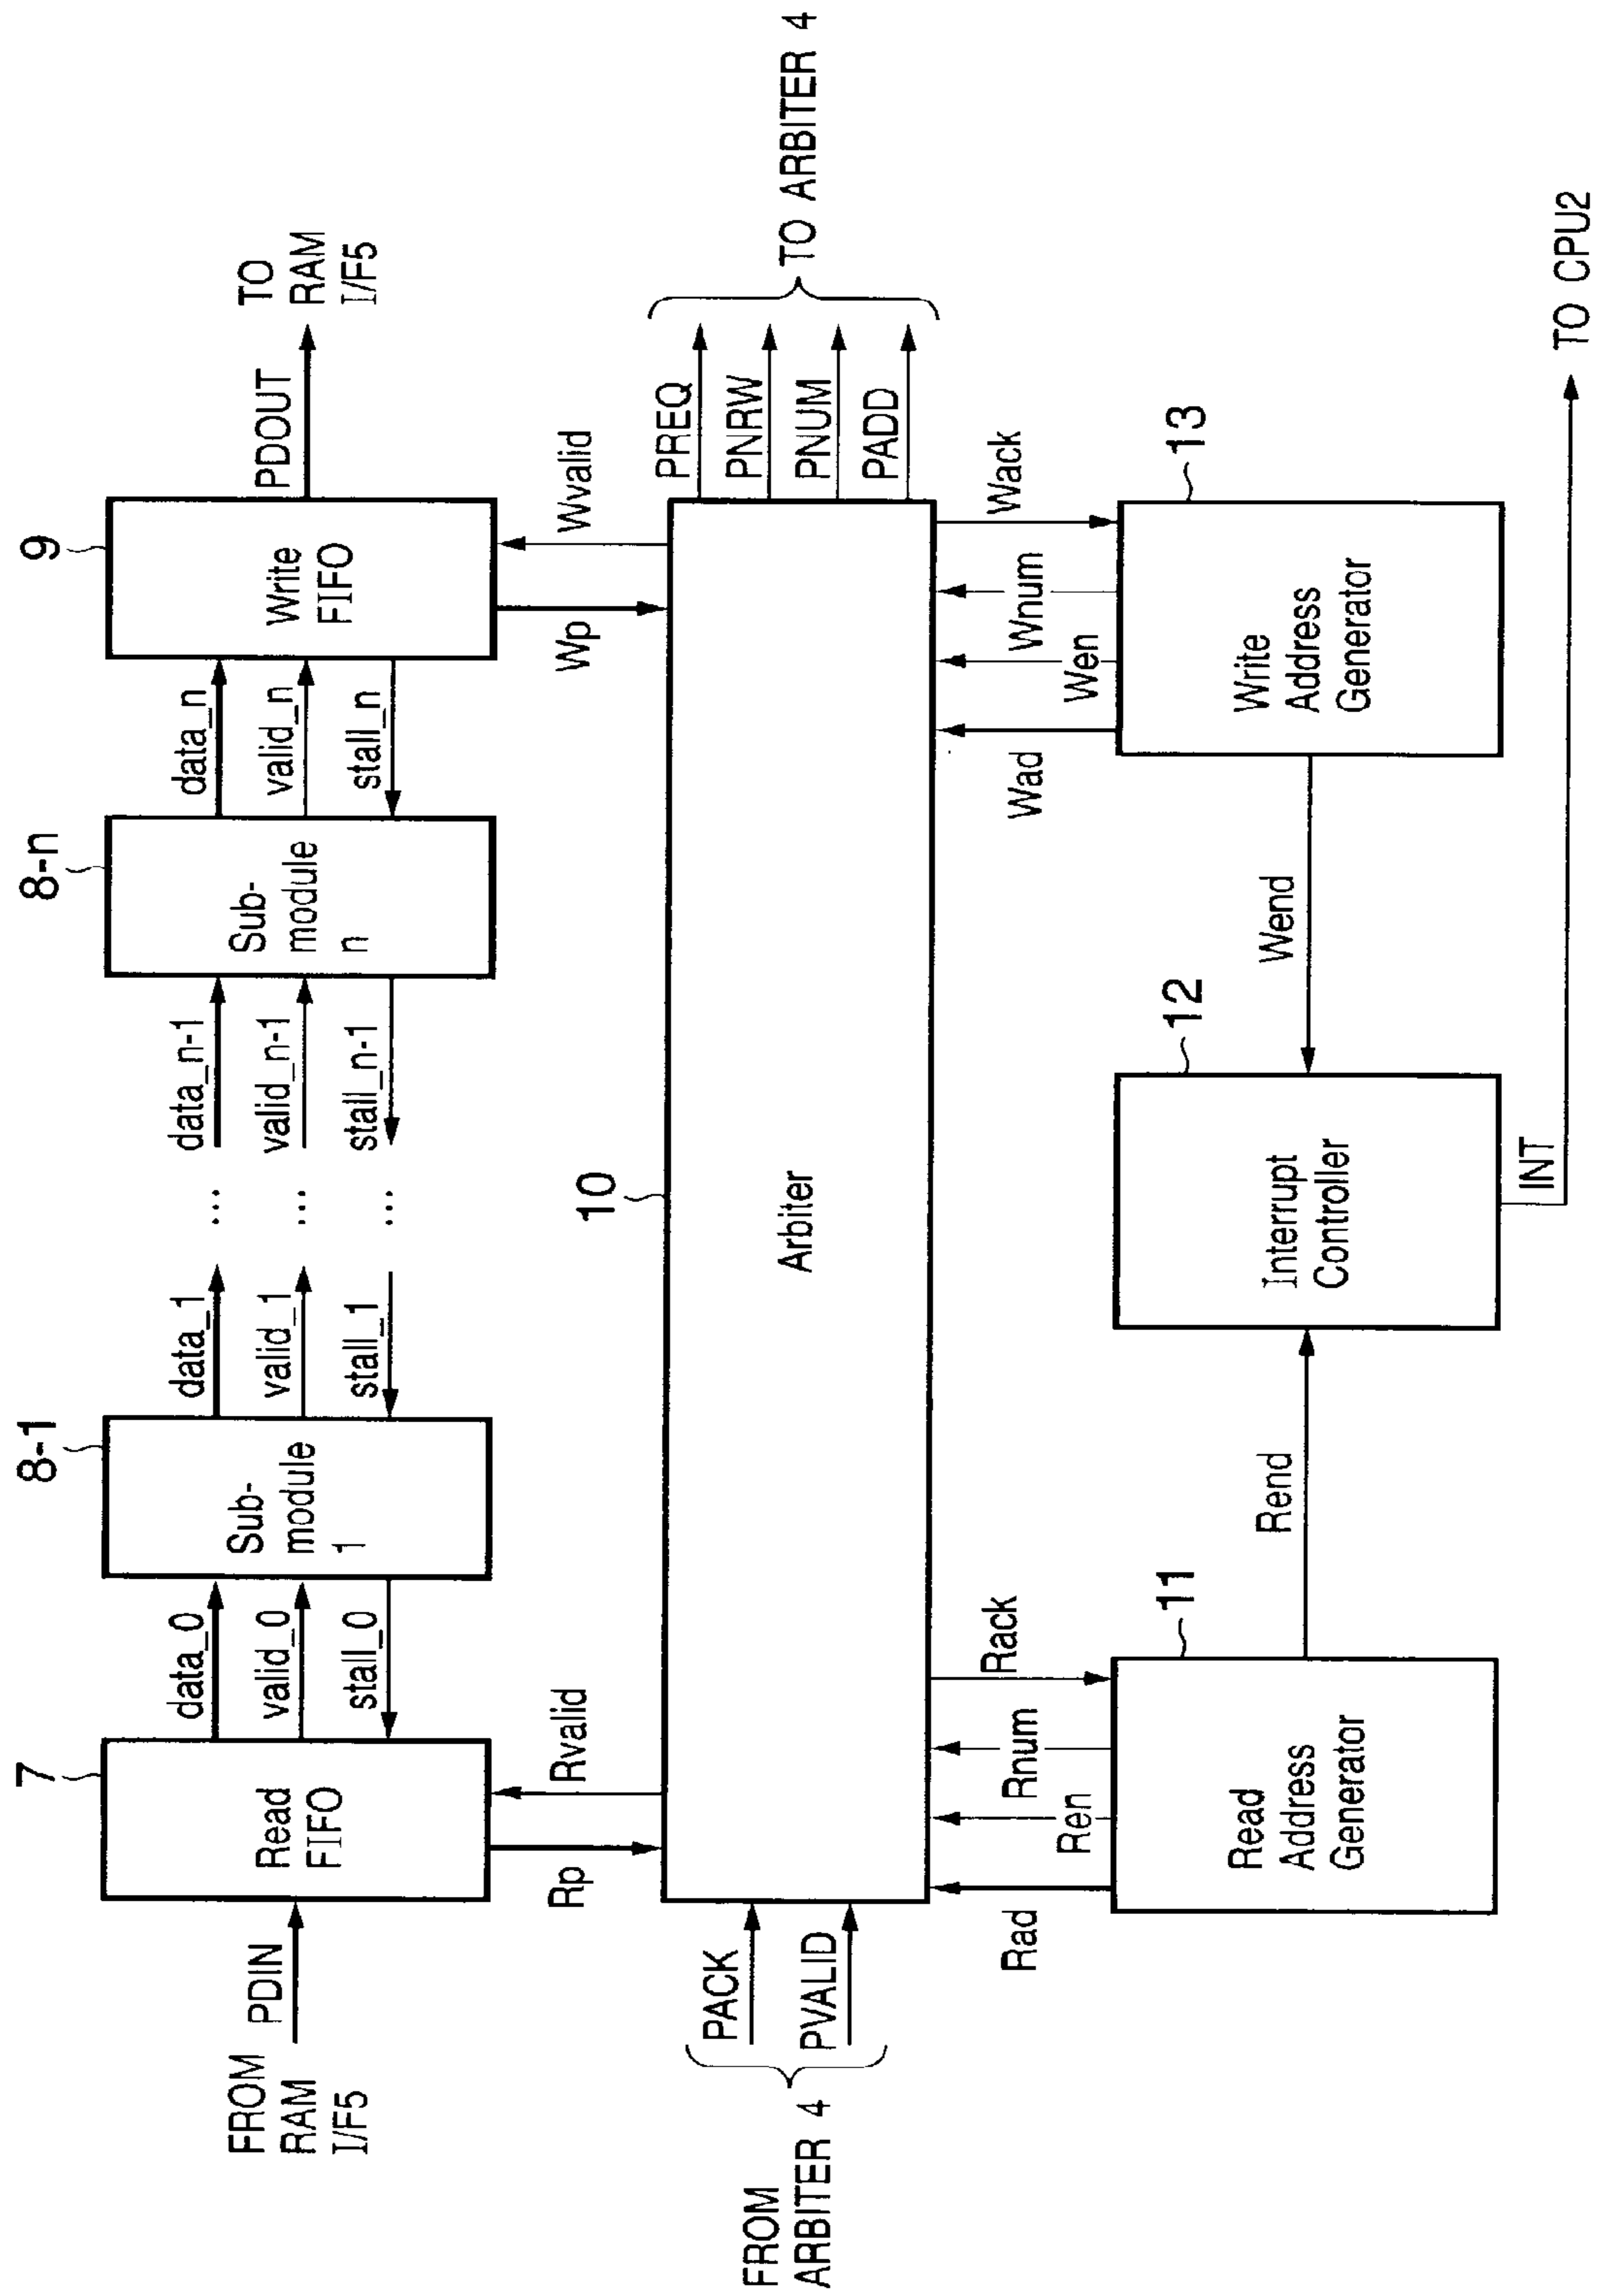 FROM
RAM
I/F5
PDIN
7
Read
FIFO
data_0
valid_0
stall_0
8-1
Sub-
module
1
data_1
valid_1
stall_1
...
...
...
data_n-1
valid_n-1
stall_n-1
8-n
Sub-
module
n
data_n
valid_n
stall_n
9
Write
FIFO
PDOUT
TO
RAM
I/F5
Rp
Rvalid
Wp
Wvalid
FROM
ARBITER 4
PACK
PVALID
10
Arbiter
PREQ
PNRW
PNUM
PADD
TO ARBITER 4
Rad
Ren
Rnum
Rack
Wad
Wen
Wnum
Wack
11
Read
Address
Generator
Rend
12
Interrupt
Controller
Wend
13
Write
Address
Generator
INT
TO CPU2